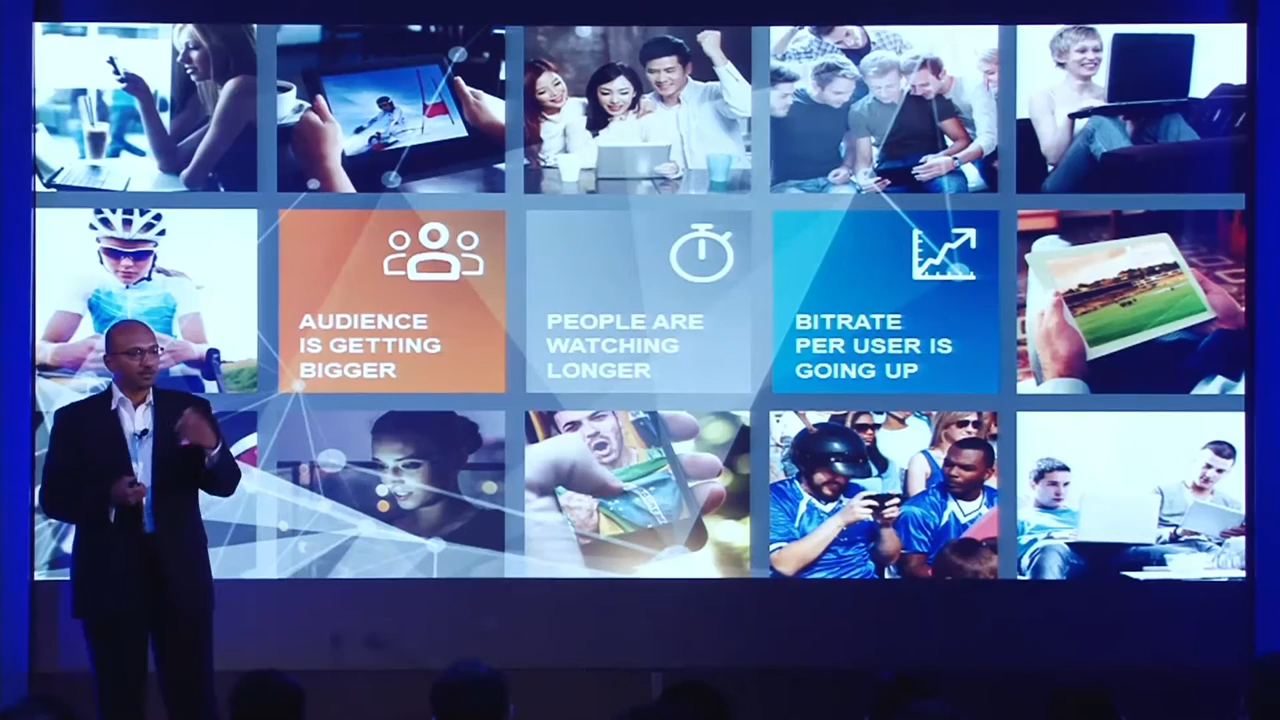 AUDIENCE
IS GETTING
BIGGER
PEOPLE ARE
WATCHING
LONGER
BITRATE
PER USER IS
GOING UP